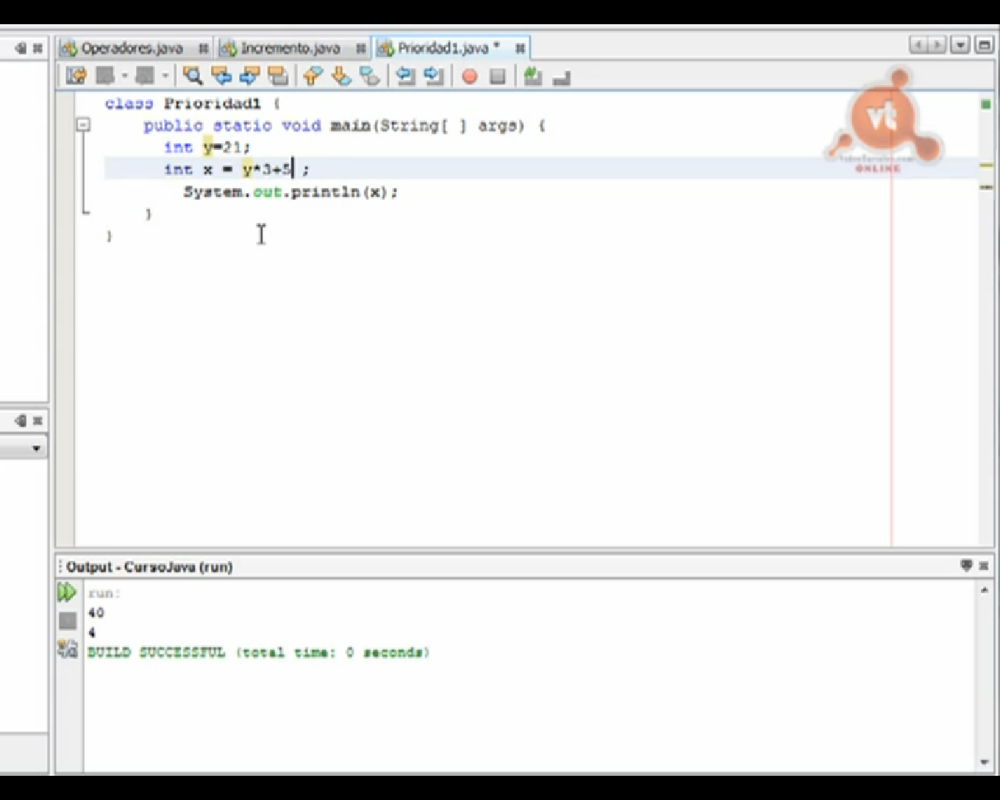 Operadores.java
Incremento.java
Prioridad1.java *
class Prioridad1 {
public static void main(String[ ] args) {
int y=21;
int x = y*3+5 ;
System.out.println(x);
}
}
vt
ONLINE
Output - CursoJava (run)
run:
40
4
BUILD SUCCESSFUL (total time: 0 seconds)